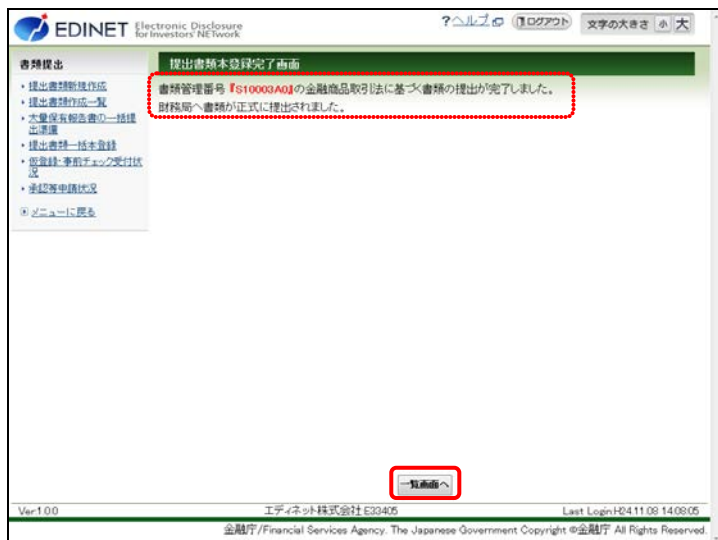 EDINET Electronic Disclosure for Investors' NETwork
?ヘルプ ログアウト 文字の大きさ 小 大
書類提出
・提出書類新規作成
・提出書類作成一覧
・大量保有報告書の一括提
出準備
・提出書類一括本登録
・仮登録・事前チェック受付状
況
・承認等申請状況
メニューに戻る
提出書類本登録完了画面
書類管理番号『S10003A0』の金融商品取引法に基づく書類の提出が完了しました。
財務局へ書類が正式に提出されました。
一覧画面へ
Ver.1.0.0 エディネット株式会社 E33405 Last Login:H24.11.08 14:08:05
金融庁/Financial Services Agency. The Japanese Government Copyright ©金融庁 All Rights Reserved.